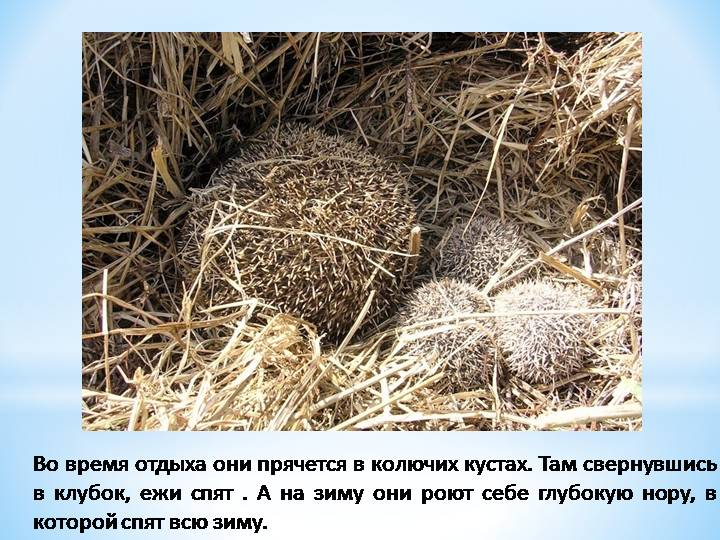 Во время отдыха они прячется в колючих кустах. Там свернувшись
в клубок, ежи спят . А на зиму они роют себе глубокую нору, в
которой спят всю зиму.